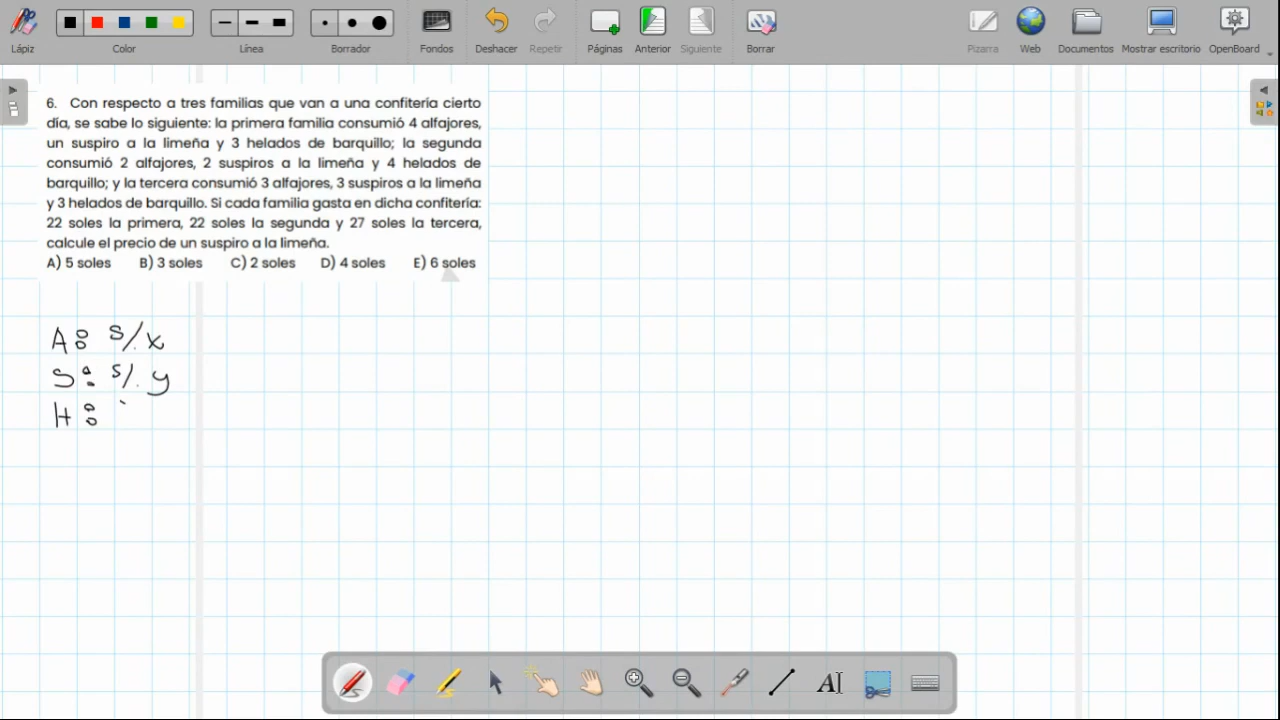 Lápiz
Color
Línea
Borrador
Fondos
Deshacer
Repetir
Páginas
Anterior
Siguiente
Borrar
Pizarra
Web
Documentos
Mostrar escritorio
OpenBoard
6. Con respecto a tres familias que van a una confitería cierto
día, se sabe lo siguiente: la primera familia consumió 4 alfajores,
un suspiro a la limeña y 3 helados de barquillo; la segunda
consumió 2 alfajores, 2 suspiros a la limeña y 4 helados de
barquillo; y la tercera consumió 3 alfajores, 3 suspiros a la limeña
y 3 helados de barquillo. Si cada familia gasta en dicha confitería:
22 soles la primera, 22 soles la segunda y 27 soles la tercera,
calcule el precio de un suspiro a la limeña.
A) 5 soles B) 3 soles C) 2 soles D) 4 soles E) 6 soles
A: S/. x
S: S/. y
H:
AI